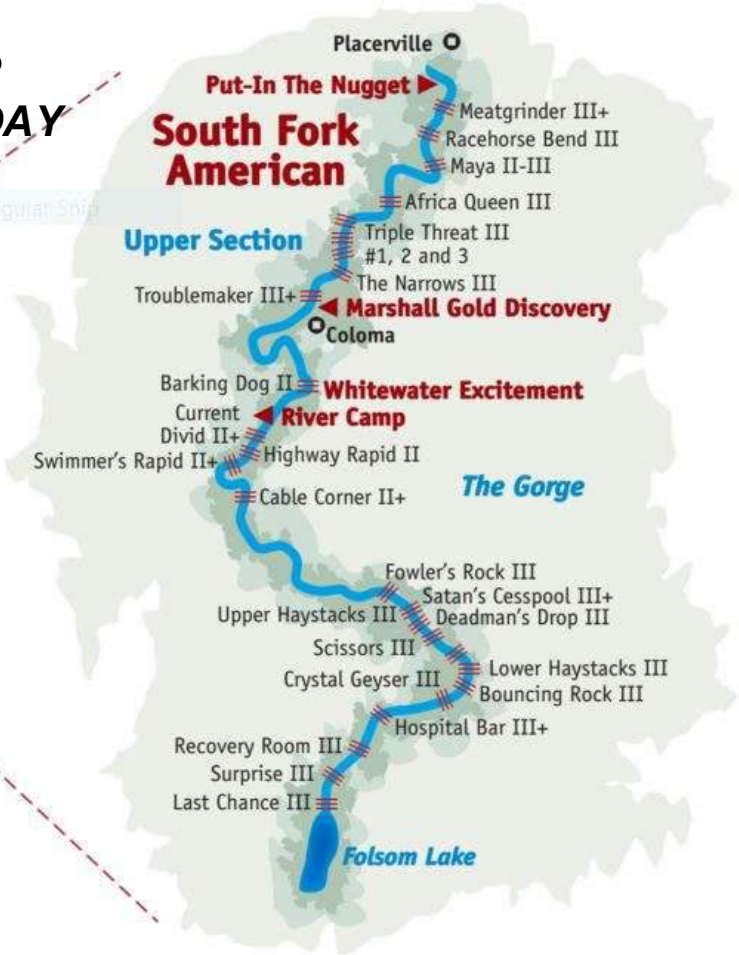 DAY
Placerville
Put-In The Nugget
South Fork
American
Meatgrinder III+
Racehorse Bend III
Maya II-III
Africa Queen III
Upper Section
Triple Threat III
#1, 2 and 3
The Narrows III
Troublemaker III+
Marshall Gold Discovery
Coloma
Barking Dog II
Whitewater Excitement
River Camp
Current
Divid II+
Highway Rapid II
Swimmer's Rapid II+
Cable Corner II+
The Gorge
Fowler's Rock III
Satan's Cesspool III+
Upper Haystacks III
Deadman's Drop III
Scissors III
Lower Haystacks III
Crystal Geyser III
Bouncing Rock III
Hospital Bar III+
Recovery Room III
Surprise III
Last Chance III
Folsom Lake